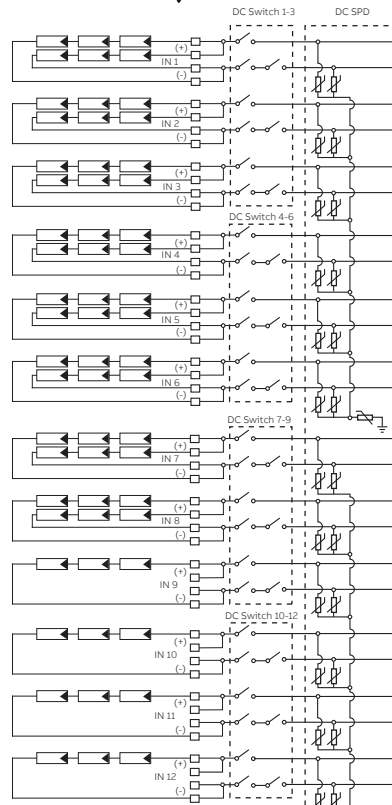 DC Switch 1-3
DC SPD
(+)
IN 1
(-)
(+)
IN 2
(-)
(+)
IN 3
(-)
DC Switch 4-6
(+)
IN 4
(-)
(+)
IN 5
(-)
(+)
IN 6
(-)
DC Switch 7-9
(+)
IN 7
(-)
(+)
IN 8
(-)
(+)
IN 9
(-)
DC Switch 10-12
(+)
IN 10
(-)
(+)
IN 11
(-)
(+)
IN 12
(-)